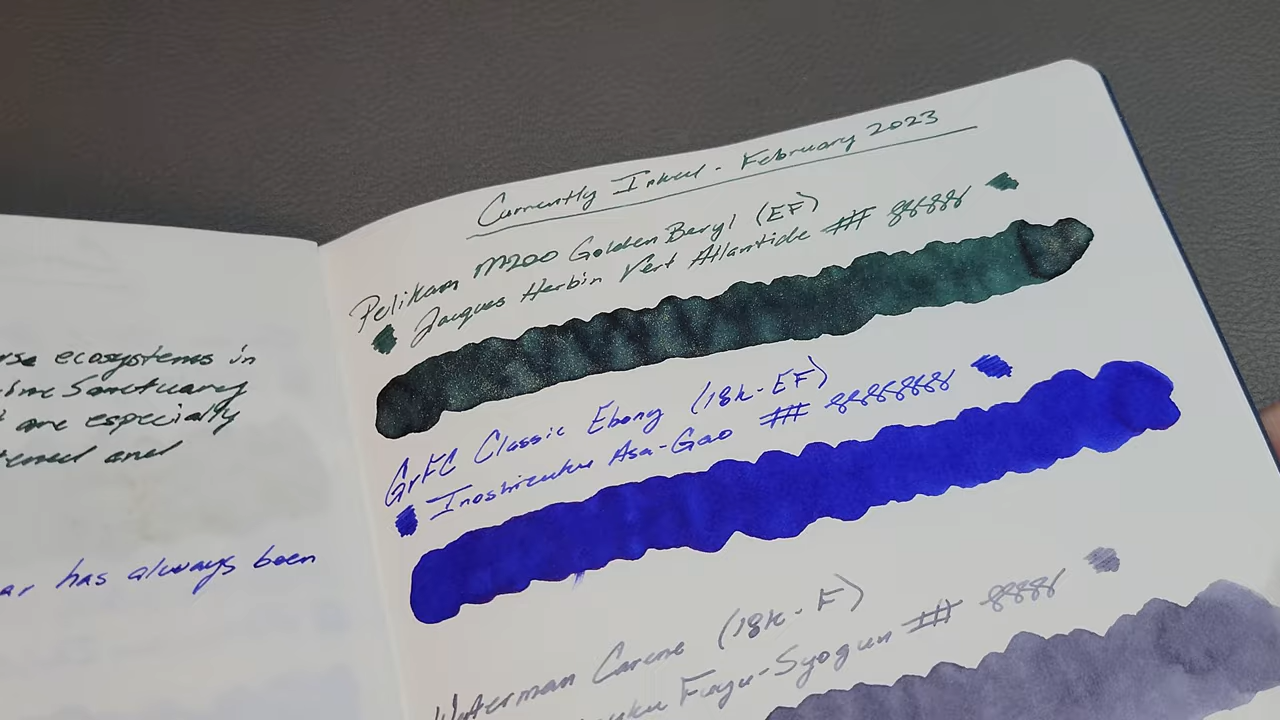 ecosystems in
Sanctuary
are especially
and
has always been
Currently Inked - February 2023
Pelikan M200 Golden Beryl (EF)
Jacques Herbin Vert Atlantide
GvFC Classic Ebony (18k-EF)
Iroshizuku Asa-Gao
Waterman Carene (18k-F)
Fuyu-Syogun